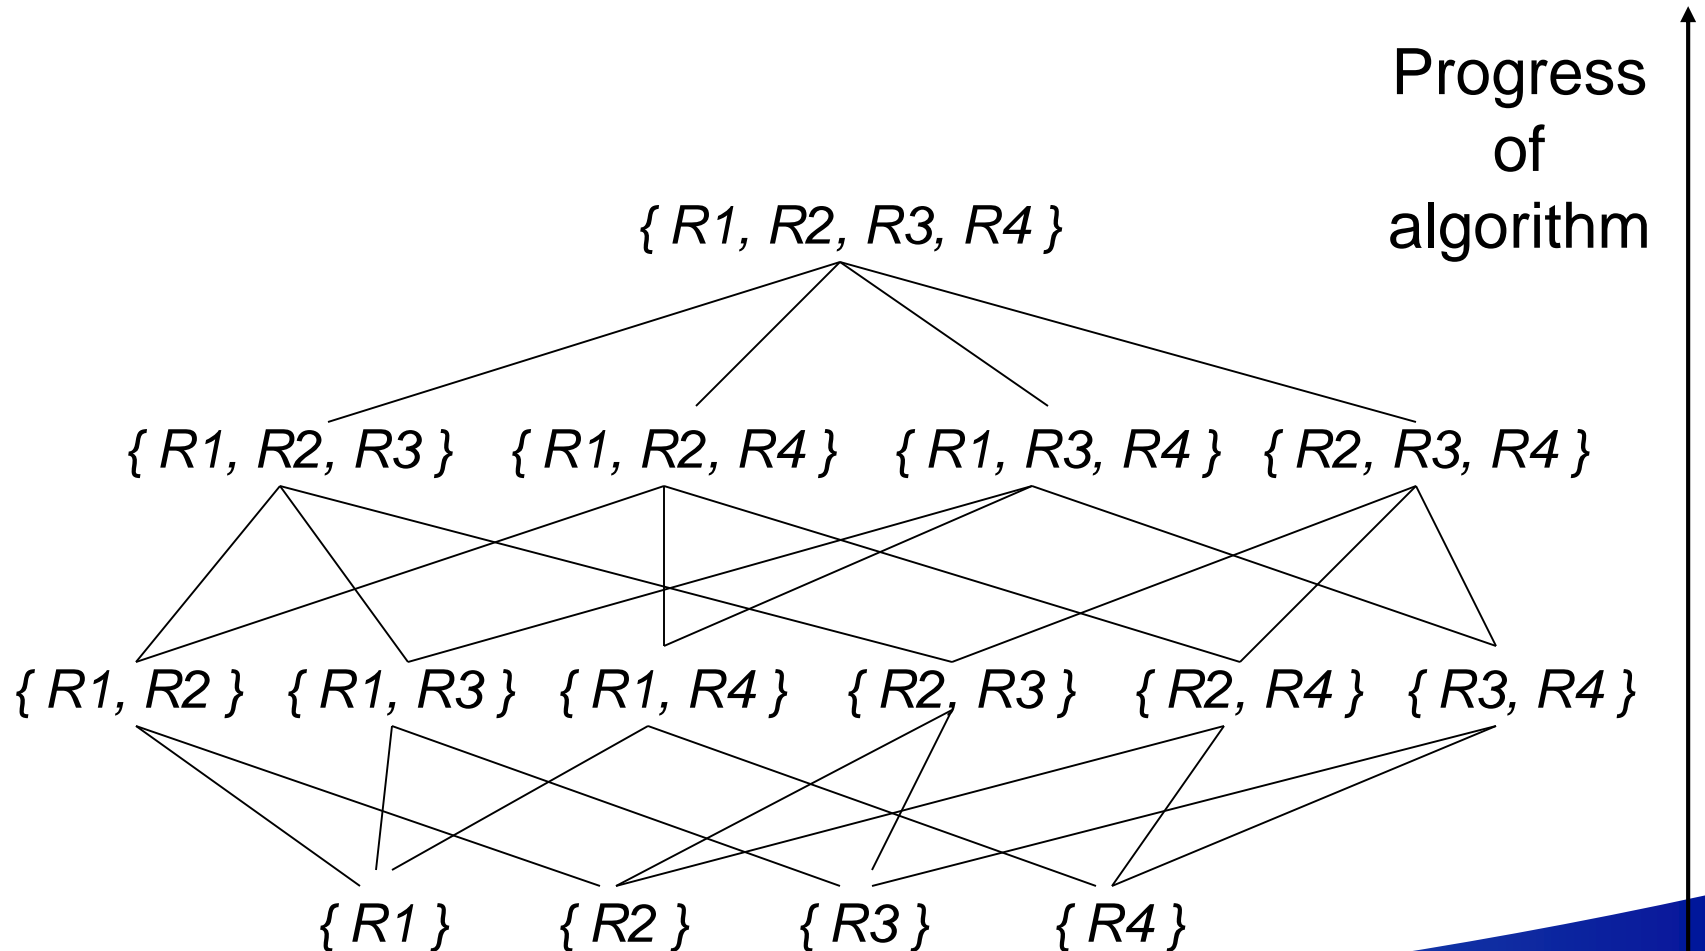 Progress
of
algorithm
{ R1, R2, R3, R4 }
{ R1, R2, R3 } { R1, R2, R4 } { R1, R3, R4 } { R2, R3, R4 }
{ R1, R2 } { R1, R3 } { R1, R4 } { R2, R3 } { R2, R4 } { R3, R4 }
{ R1 } { R2 } { R3 } { R4 }